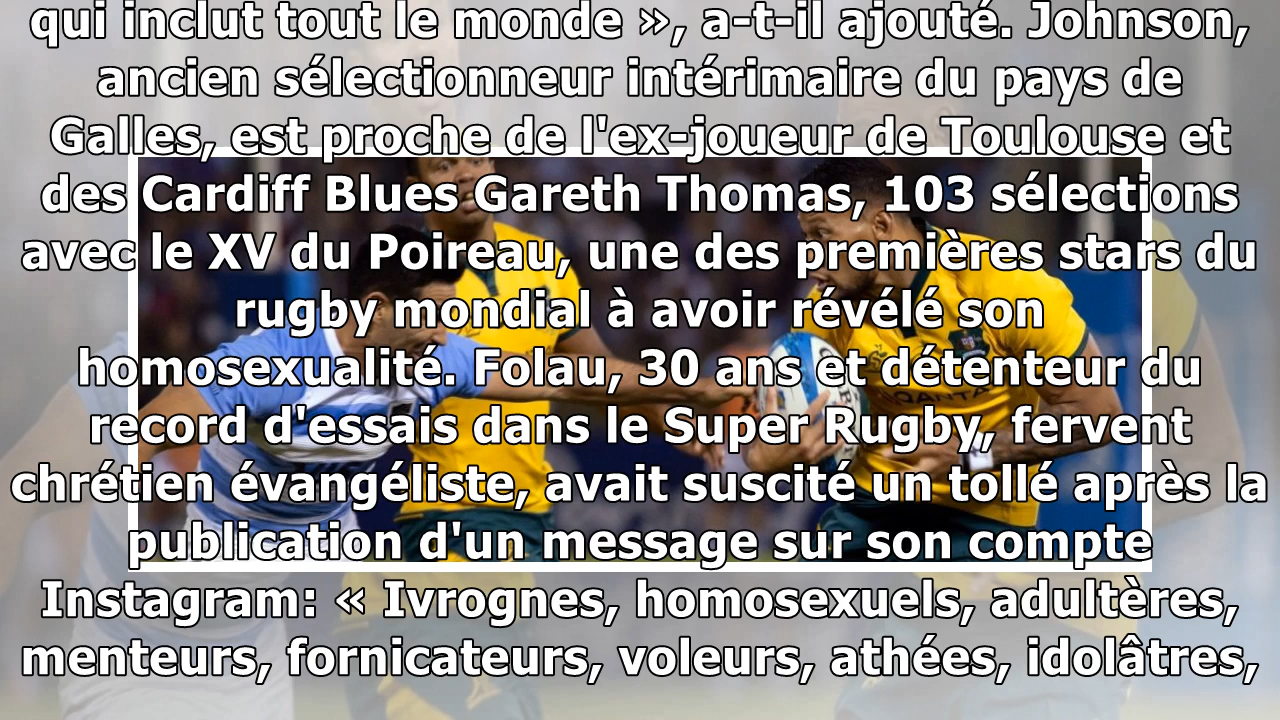 qui inclut tout le monde », a-t-il ajouté. Johnson,
ancien sélectionneur intérimaire du pays de
Galles, est proche de l'ex-joueur de Toulouse et
des Cardiff Blues Gareth Thomas, 103 sélections
avec le XV du Poireau, une des premières stars du
rugby mondial à avoir révélé son
homosexualité. Folau, 30 ans et détenteur du
record d'essais dans le Super Rugby, fervent
chrétien évangéliste, avait suscité un tollé après la
publication d'un message sur son compte
Instagram: « Ivrognes, homosexuels, adultères,
menteurs, fornicateurs, voleurs, athées, idolâtres,